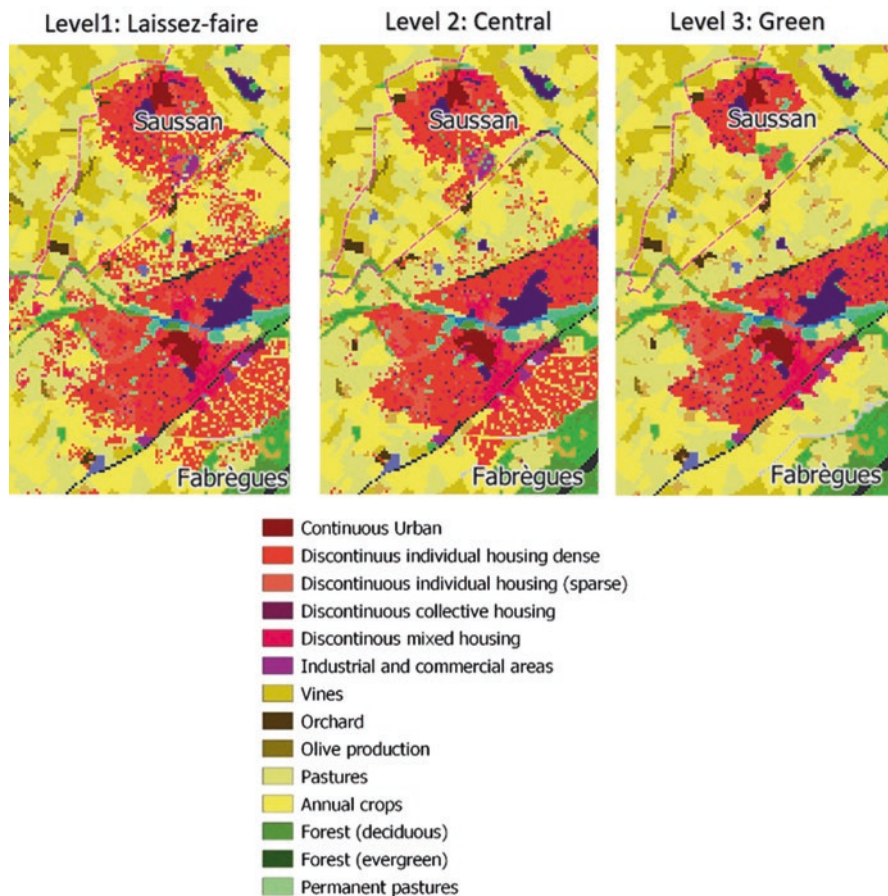 Level1: Laissez-faire
Level 2: Central
Level 3: Green
Saussan
Saussan
Saussan
Fabrègues
Fabrègues
Fabrègues
Continuous Urban
Discontinuus individual housing dense
Discontinuous individual housing (sparse)
Discontinuous collective housing
Discontinous mixed housing
Industrial and commercial areas
Vines
Orchard
Olive production
Pastures
Annual crops
Forest (deciduous)
Forest (evergreen)
Permanent pastures